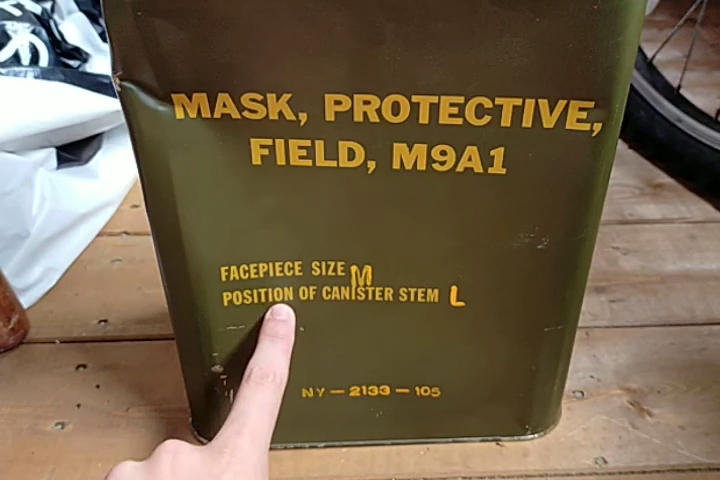 MASK, PROTECTIVE,
FIELD, M9A1
FACEPIECE SIZE M
POSITION OF CANISTER STEM L
NY-2133-105